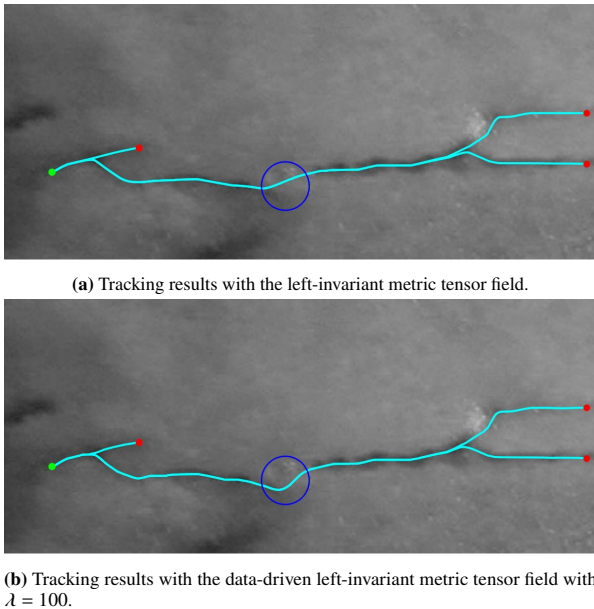 (a) Tracking results with the left-invariant metric tensor field.
(b) Tracking results with the data-driven left-invariant metric tensor field with
λ = 100.